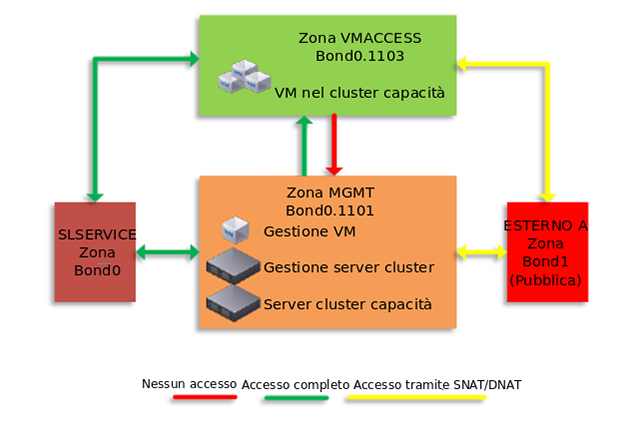 Zona VMACCESS
Bond0.1103
VM nel cluster capacità
Zona MGMT
Bond0.1101
Gestione VM
Gestione server cluster
Server cluster capacità
SLSERVICE
Zona
Bond0
ESTERNO A
Zona
Bond1
(Pubblica)
Nessun accesso Accesso completo Accesso tramite SNAT/DNAT